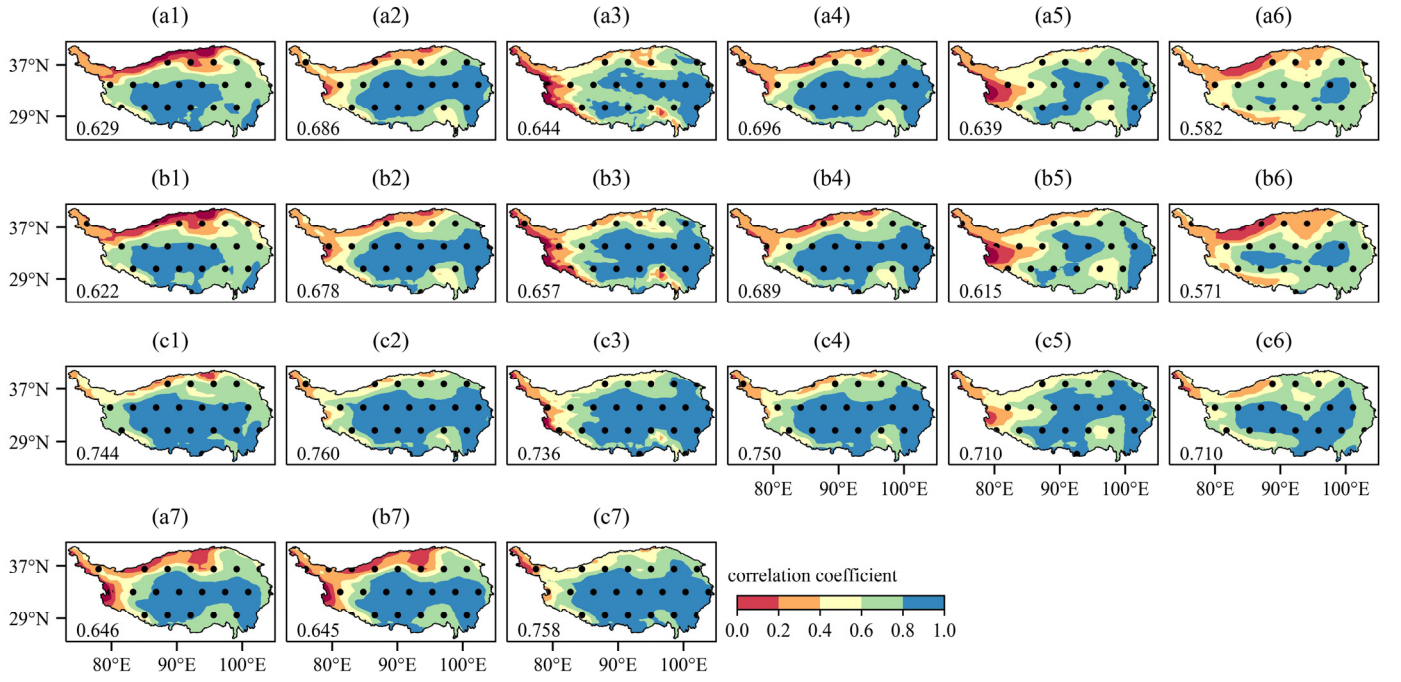 (a1) (a2) (a3) (a4) (a5) (a6)
37°N
29°N
0.629 0.686 0.644 0.696 0.639 0.582
(b1) (b2) (b3) (b4) (b5) (b6)
37°N
29°N
0.622 0.678 0.657 0.689 0.615 0.571
(c1) (c2) (c3) (c4) (c5) (c6)
37°N
29°N
0.744 0.760 0.736 0.750 0.710 0.710
80°E 90°E 100°E 80°E 90°E 100°E 80°E 90°E 100°E
(a7) (b7) (c7)
37°N
29°N
0.646 0.645 0.758
80°E 90°E 100°E 80°E 90°E 100°E 80°E 90°E 100°E
correlation coefficient
0.0 0.2 0.4 0.6 0.8 1.0